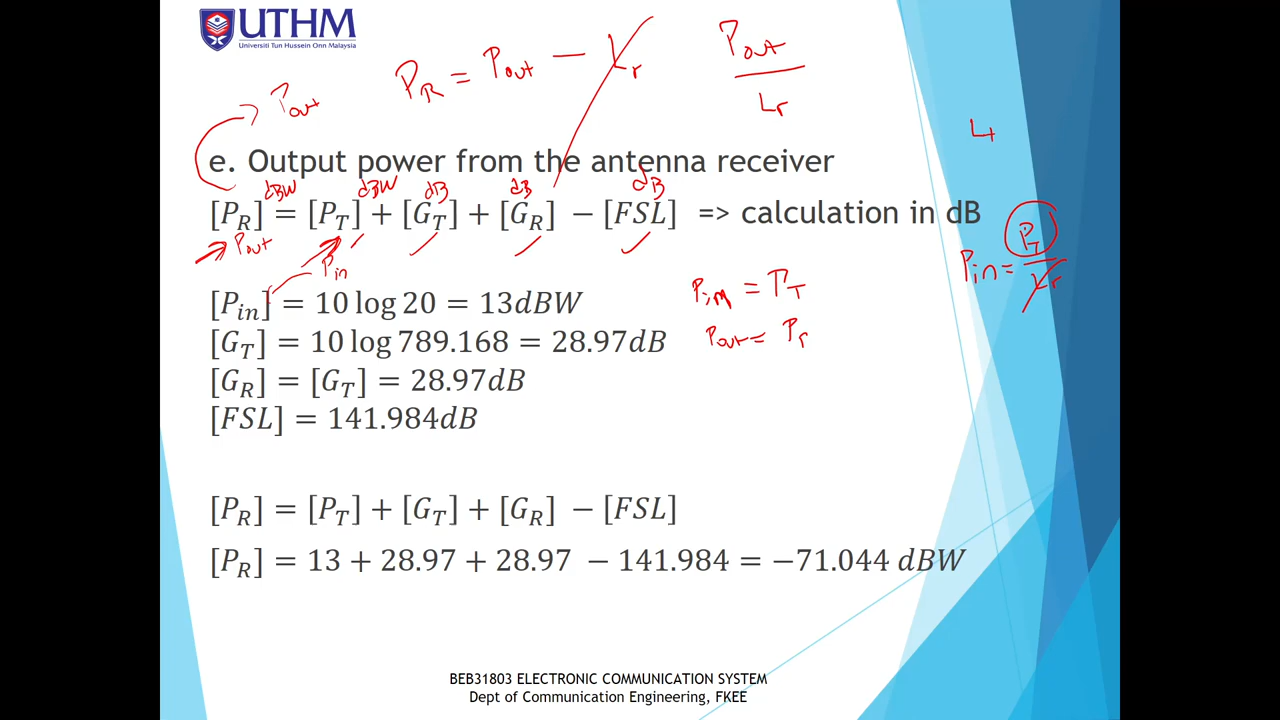 UTHM
Universiti Tun Hussein Onn Malaysia
P_R = P_out − L_r
P_out / L_r
P_out
L_t
e. Output power from the antenna receiver
dBW dBW dB dB dB
[P_R] = [P_T] + [G_T] + [G_R] − [FSL] => calculation in dB
P_out P_in
P_in = P_T / L_r
[P_in] = 10 log 20 = 13dBW
P_in = P_T
[G_T] = 10 log 789.168 = 28.97dB
P_out = P_r
[G_R] = [G_T] = 28.97dB
[FSL] = 141.984dB
[P_R] = [P_T] + [G_T] + [G_R] − [FSL]
[P_R] = 13 + 28.97 + 28.97 − 141.984 = −71.044 dBW
BEB31803 ELECTRONIC COMMUNICATION SYSTEM
Dept of Communication Engineering, FKEE